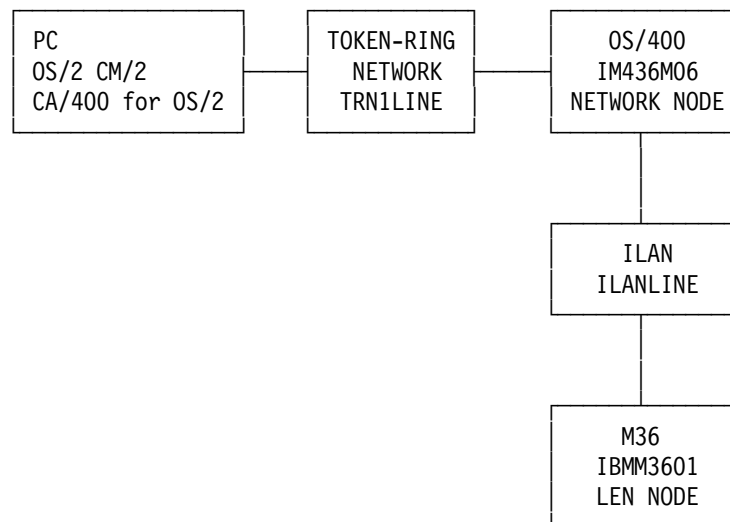 PC
OS/2 CM/2
CA/400 for OS/2
TOKEN-RING
NETWORK
TRN1LINE
OS/400
IM436M06
NETWORK NODE
ILAN
ILANLINE
M36
IBMM3601
LEN NODE